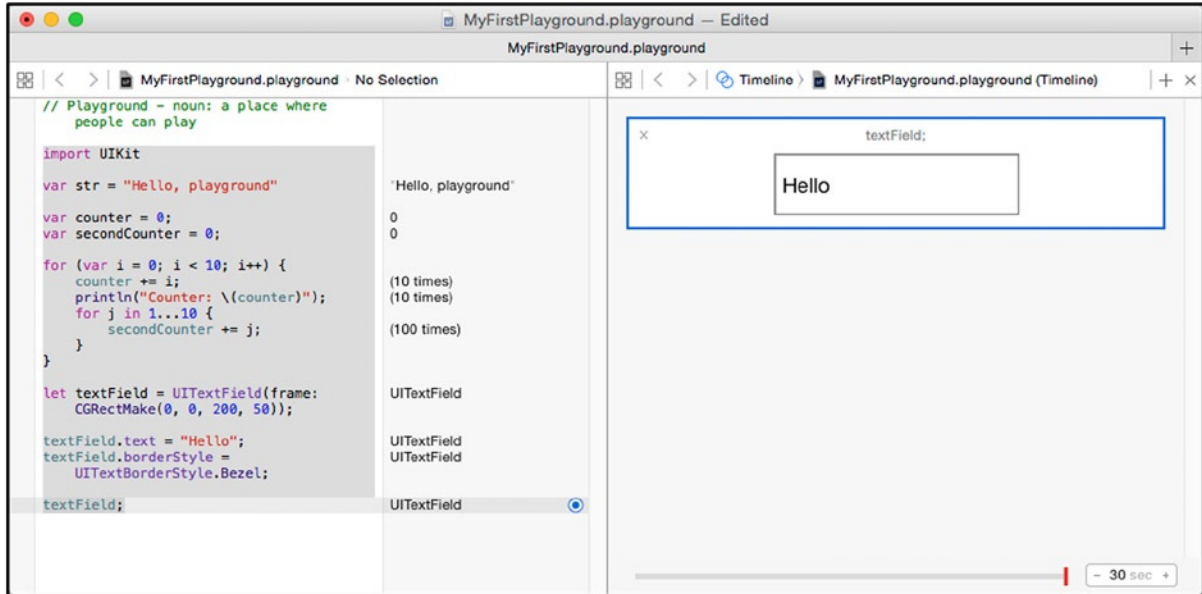 MyFirstPlayground.playground — Edited
MyFirstPlayground.playground +
MyFirstPlayground.playground › No Selection
// Playground - noun: a place where
people can play
import UIKit
var str = "Hello, playground"
var counter = 0;
var secondCounter = 0;
for (var i = 0; i < 10; i++) {
counter += i;
println("Counter: \(counter)");
for j in 1...10 {
secondCounter += j;
}
}
let textField = UITextField(frame:
CGRectMake(0, 0, 200, 50));
textField.text = "Hello";
textField.borderStyle =
UITextBorderStyle.Bezel;
textField;
"Hello, playground"
0
0
(10 times)
(10 times)
(100 times)
UITextField
UITextField
UITextField
UITextField
Timeline › MyFirstPlayground.playground (Timeline) + ×
× textField;
Hello
- 30 sec +